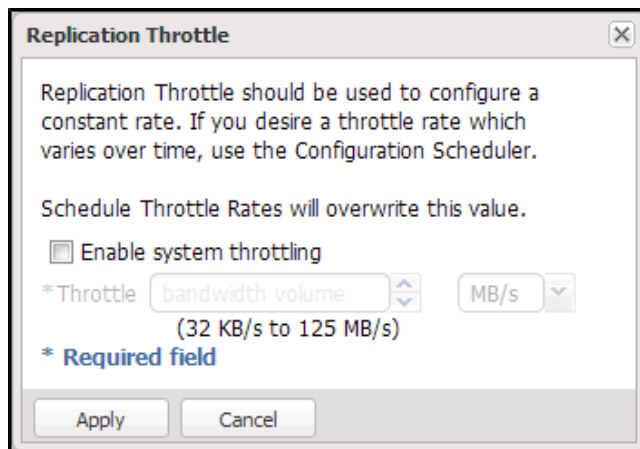 Replication Throttle
Replication Throttle should be used to configure a
constant rate. If you desire a throttle rate which
varies over time, use the Configuration Scheduler.
Schedule Throttle Rates will overwrite this value.
Enable system throttling
*Throttle bandwidth volume MB/s
(32 KB/s to 125 MB/s)
* Required field
Apply Cancel